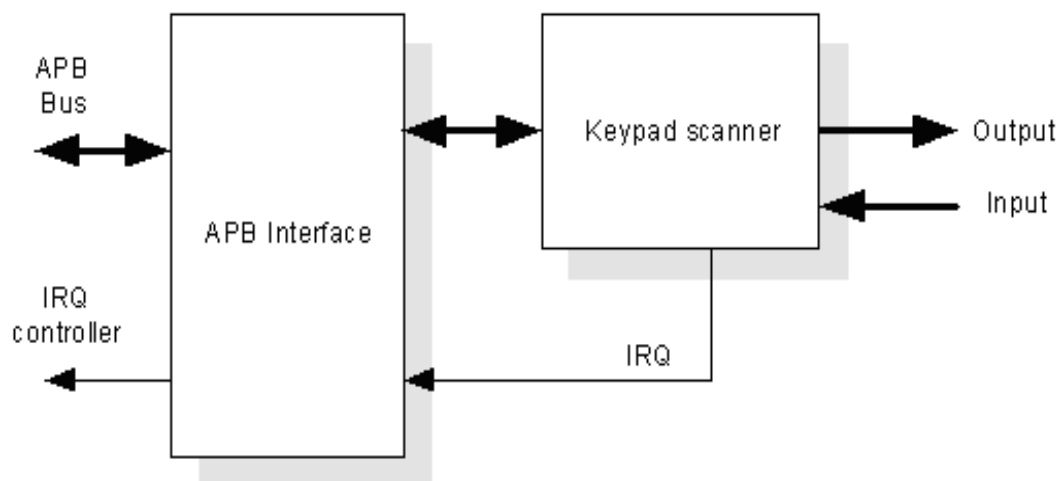 APB
Bus
Keypad scanner
Output
Input
APB Interface
IRQ
controller
IRQ